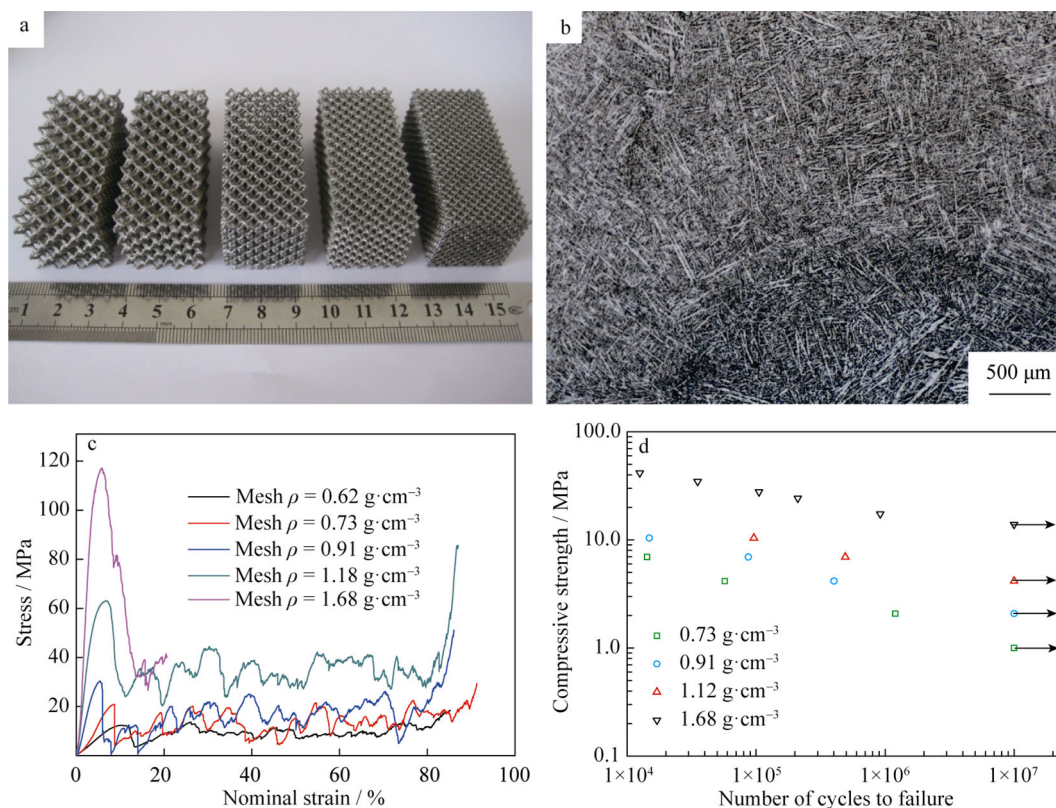 a
1 2 3 4 5 6 7 8 9 10 11 12 13 14 15
mm
b
500 μm
c
120
100
80
60
40
20
0 20 40 60 80 100
Stress / MPa
Nominal strain / %
Mesh ρ = 0.62 g·cm⁻³
Mesh ρ = 0.73 g·cm⁻³
Mesh ρ = 0.91 g·cm⁻³
Mesh ρ = 1.18 g·cm⁻³
Mesh ρ = 1.68 g·cm⁻³
d
100.0
10.0
1.0
0.1
1×10⁴ 1×10⁵ 1×10⁶ 1×10⁷
Compressive strength / MPa
Number of cycles to failure
0.73 g·cm⁻³
0.91 g·cm⁻³
1.12 g·cm⁻³
1.68 g·cm⁻³